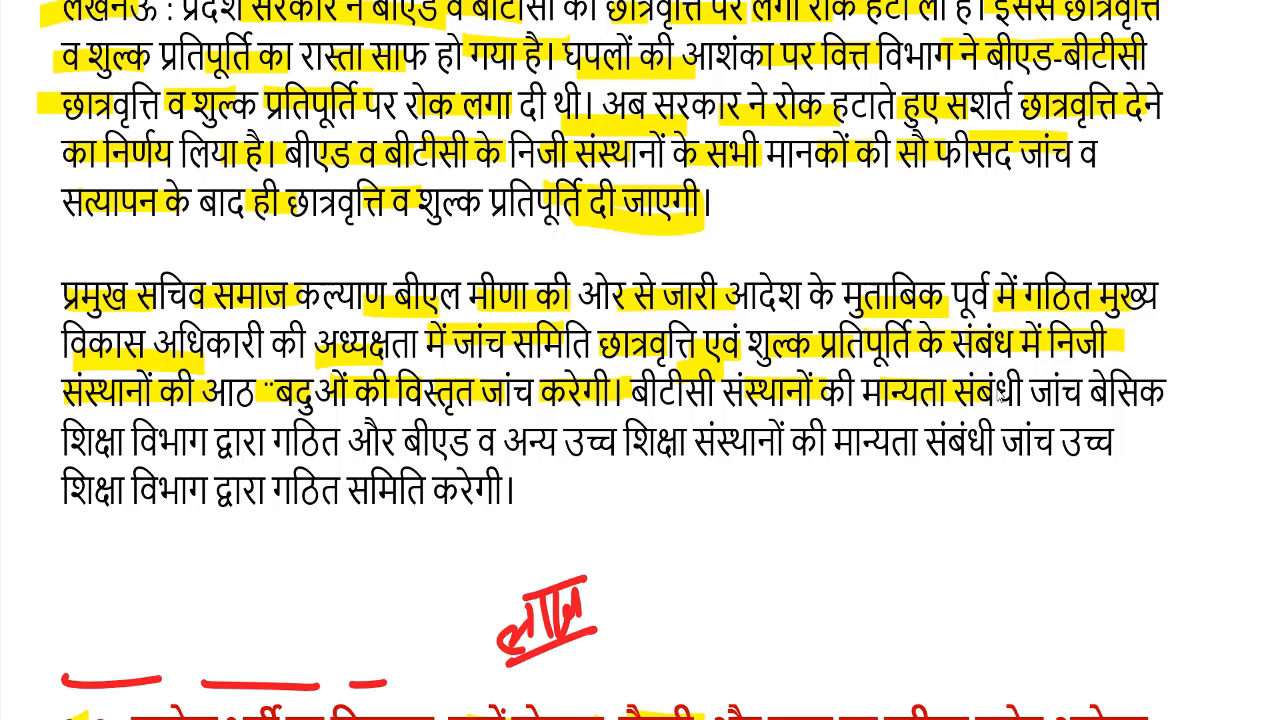 लखनऊ : प्रदेश सरकार ने बीएड व बीटीसी की छात्रवृत्ति पर लगी रोक हटा ली है। इससे छात्रवृत्ति
व शुल्क प्रतिपूर्ति का रास्ता साफ हो गया है। घपलों की आशंका पर वित्त विभाग ने बीएड-बीटीसी
छात्रवृत्ति व शुल्क प्रतिपूर्ति पर रोक लगा दी थी। अब सरकार ने रोक हटाते हुए सशर्त छात्रवृत्ति देने
का निर्णय लिया है। बीएड व बीटीसी के निजी संस्थानों के सभी मानकों की सौ फीसद जांच व
सत्यापन के बाद ही छात्रवृत्ति व शुल्क प्रतिपूर्ति दी जाएगी।
प्रमुख सचिव समाज कल्याण बीएल मीणा की ओर से जारी आदेश के मुताबिक पूर्व में गठित मुख्य
विकास अधिकारी की अध्यक्षता में जांच समिति छात्रवृत्ति एवं शुल्क प्रतिपूर्ति के संबंध में निजी
संस्थानों की आठ ¨बदुओं की विस्तृत जांच करेगी। बीटीसी संस्थानों की मान्यता संबंधी जांच बेसिक
शिक्षा विभाग द्वारा गठित और बीएड व अन्य उच्च शिक्षा संस्थानों की मान्यता संबंधी जांच उच्च
शिक्षा विभाग द्वारा गठित समिति करेगी।